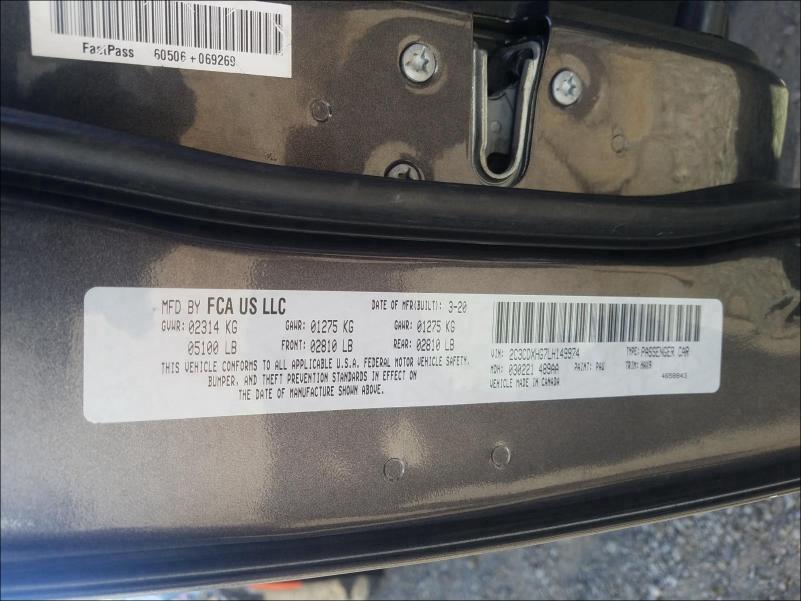 FastPass 60506+069269
MFD BY FCA US LLC DATE OF MFR(BUILT): 3-20
GVWR: 02314 KG GAWR: 01275 KG GAWR: 01275 KG
05100 LB FRONT: 02810 LB REAR: 02810 LB
THIS VEHICLE CONFORMS TO ALL APPLICABLE U.S.A. FEDERAL MOTOR VEHICLE SAFETY,
BUMPER, AND THEFT PREVENTION STANDARDS IN EFFECT ON
THE DATE OF MANUFACTURE SHOWN ABOVE.
VIN: 2C3CDXHG7LH149974 TYPE: PASSENGER CAR
MDH: 030221 489AA PAINT: PAU TRIM: HAX9
VEHICLE MADE IN CANADA 4658843